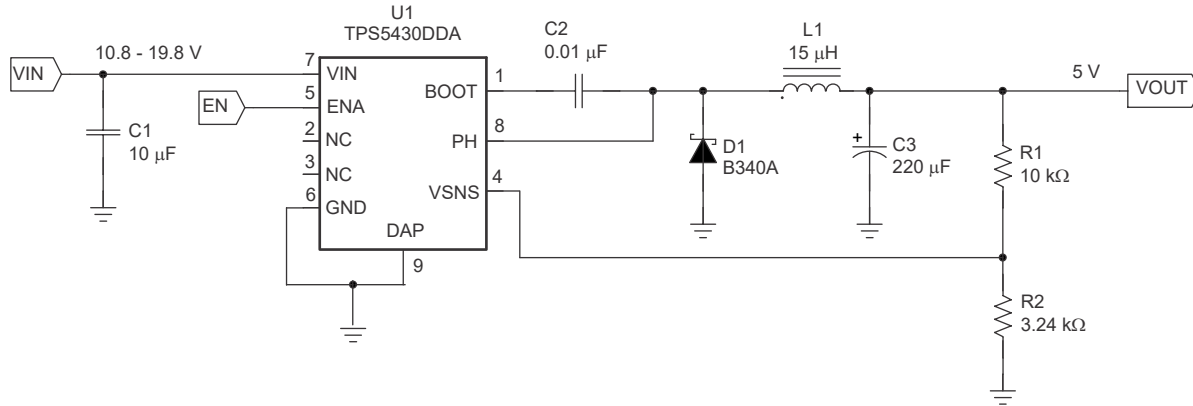 U1
TPS5430DDA
C2
0.01 μF
L1
15 μH
10.8 - 19.8 V
5 V
VIN
7
VIN
BOOT
1
VOUT
EN
5
ENA
C1
10 μF
2
NC
PH
8
D1
B340A
+
C3
220 μF
R1
10 kΩ
3
NC
VSNS
4
6
GND
DAP
9
R2
3.24 kΩ